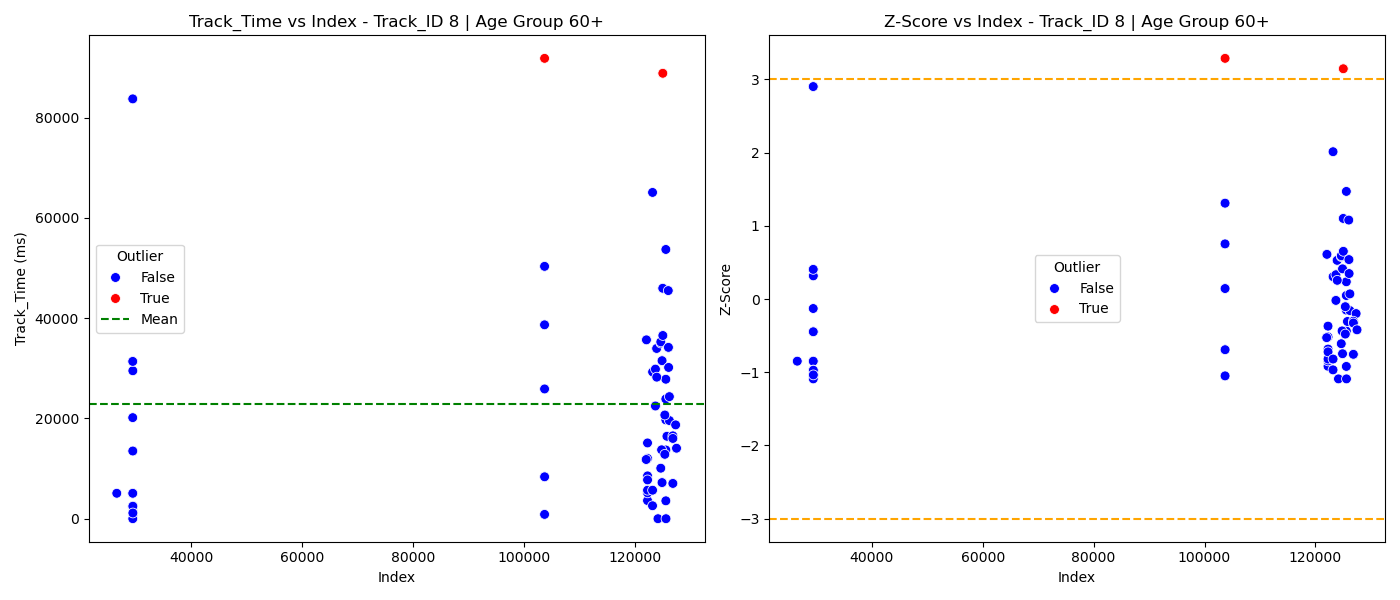 Track_Time vs Index - Track_ID 8 | Age Group 60+
Track_Time (ms)
80000
60000
40000
20000
0
Outlier
False
True
Mean
40000
60000
80000
100000
120000
Index
Z-Score vs Index - Track_ID 8 | Age Group 60+
Z-Score
3
2
1
0
−1
−2
−3
Outlier
False
True
40000
60000
80000
100000
120000
Index